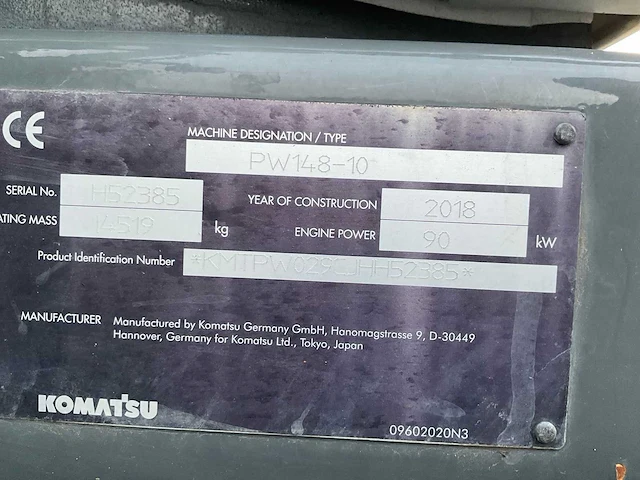 CE
MACHINE DESIGNATION / TYPE
PW148-10
SERIAL No. H52385
YEAR OF CONSTRUCTION 2018
ATING MASS 14519 kg
ENGINE POWER 90 kW
Product Identification Number
MANUFACTURER Manufactured by Komatsu Germany GmbH, Hanomagstrasse 9, D-30449
Hannover, Germany for Komatsu Ltd., Tokyo, Japan
KOMATSU
09602020N3